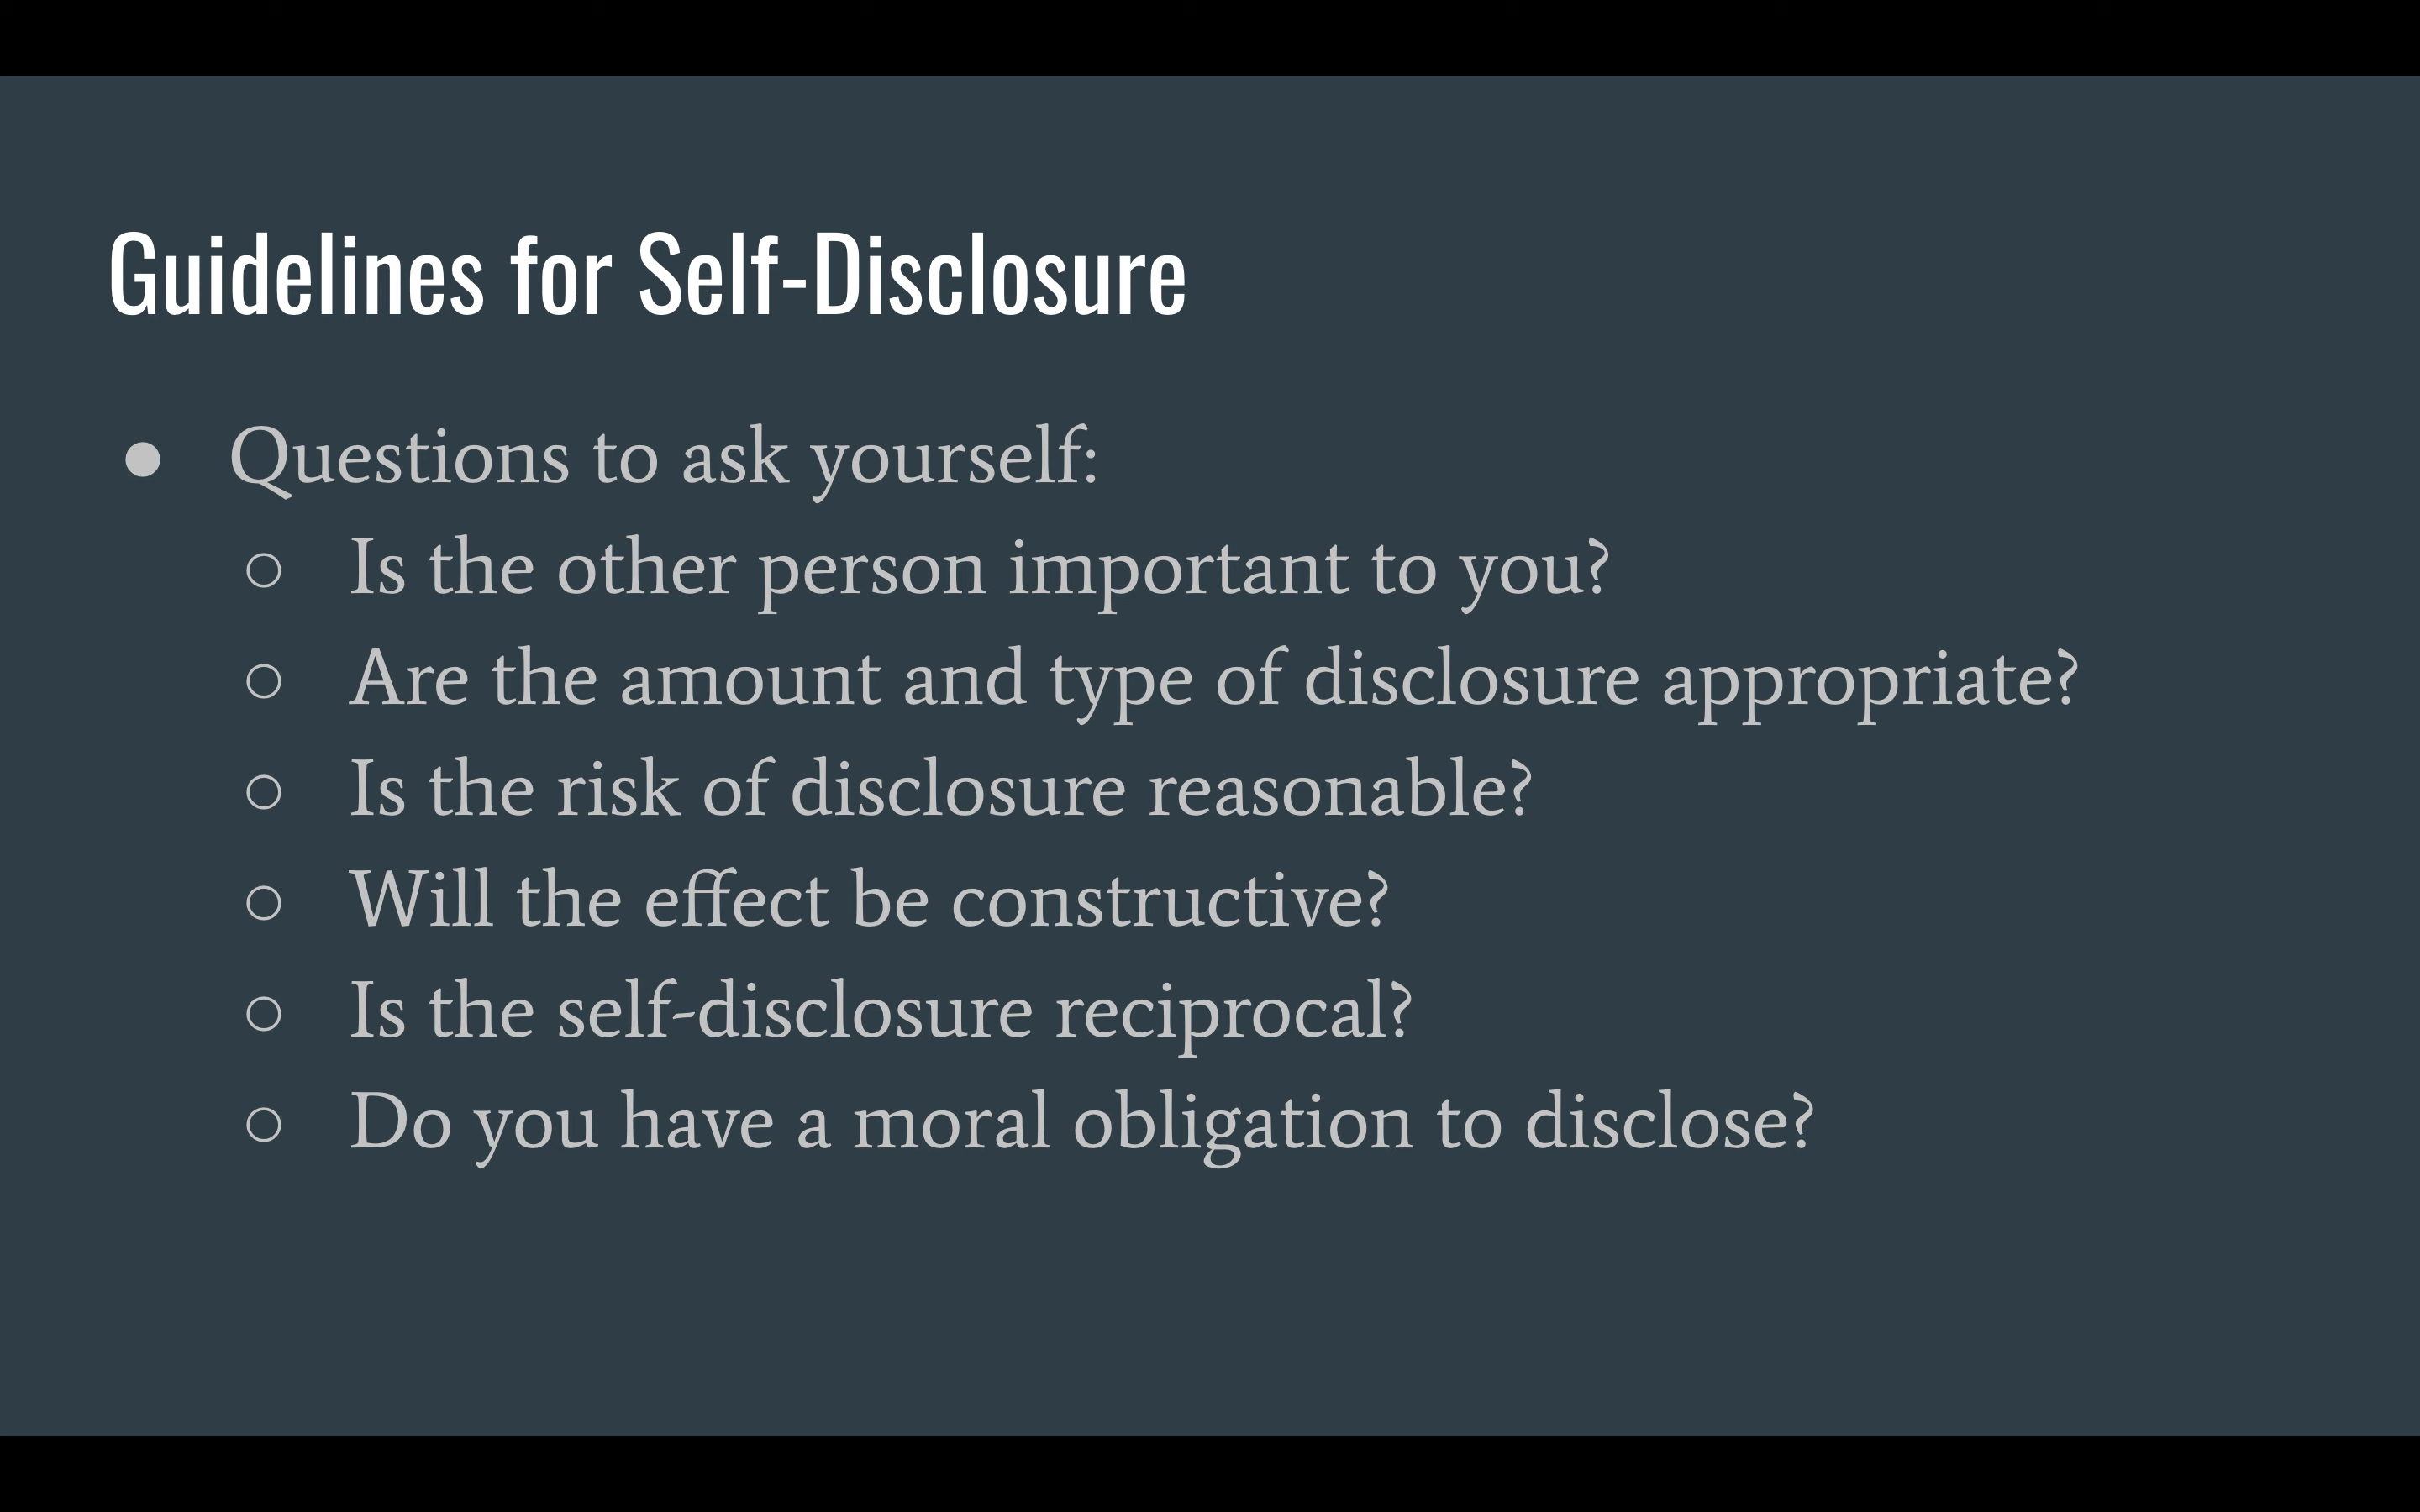 Guidelines for Self-Disclosure
● Questions to ask yourself:
○ Is the other person important to you?
○ Are the amount and type of disclosure appropriate?
○ Is the risk of disclosure reasonable?
○ Will the effect be constructive?
○ Is the self-disclosure reciprocal?
○ Do you have a moral obligation to disclose?